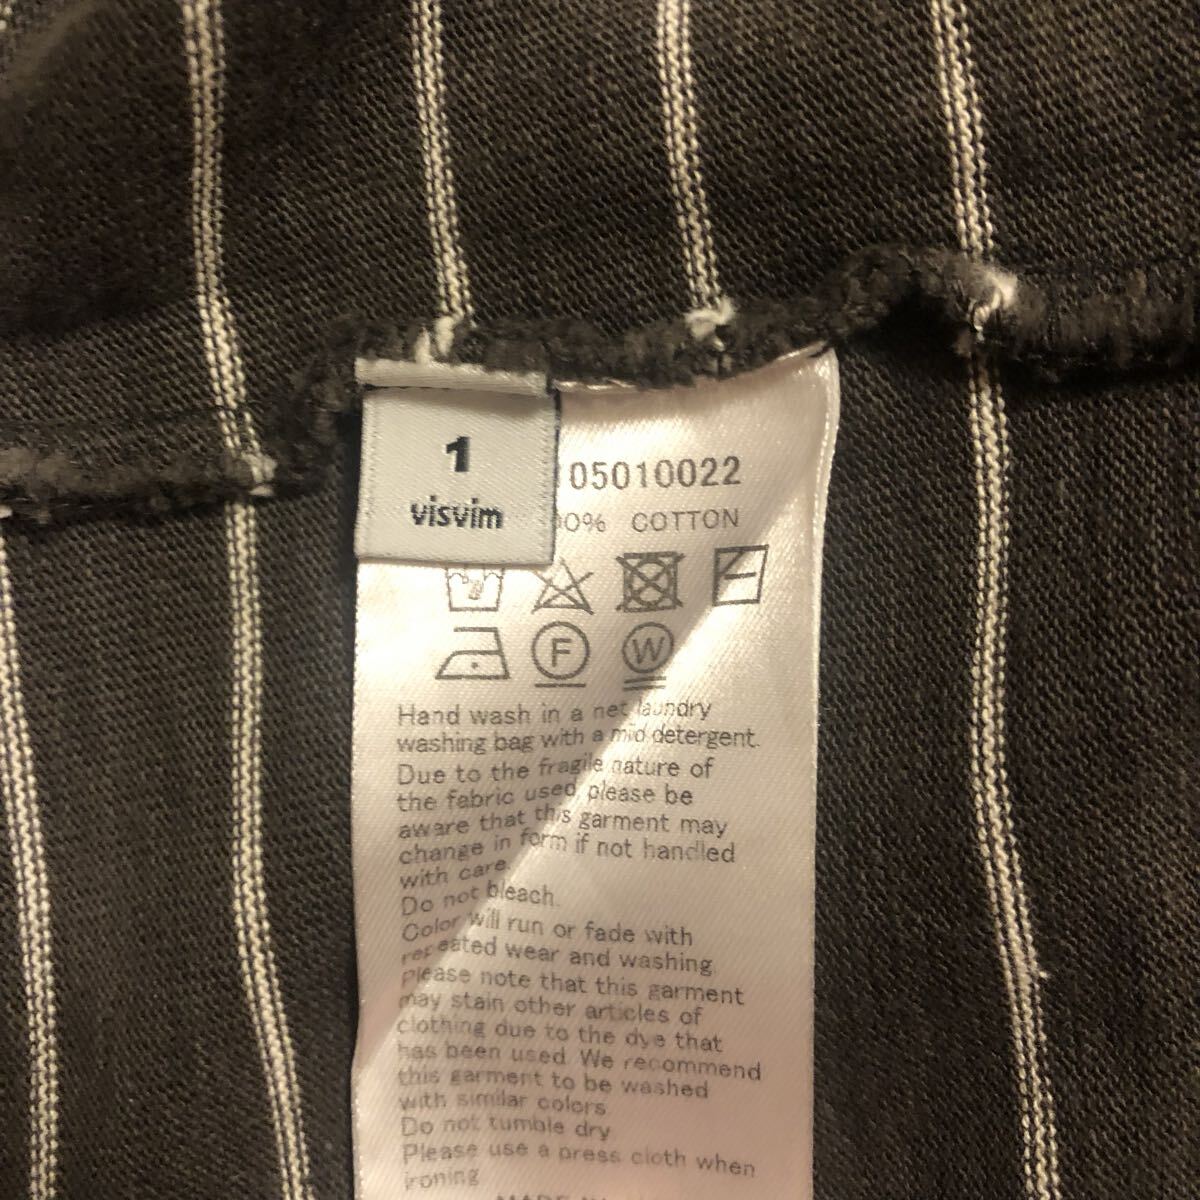 1
visvim
05010022
00% COTTON
F
W
Hand wash in a net laundry
washing bag with a mid detergent.
Due to the fragile nature of
the fabric used, please be
aware that this garment may
change in form if not handled
with care.
Do not bleach.
Color will run or fade with
repeated wear and washing.
Please note that this garment
may stain other articles of
clothing due to the dye that
has been used. We recommend
this garment to be washed
with similar colors
Do not tumble dry
Please use a press cloth when
ironing.
MADE IN